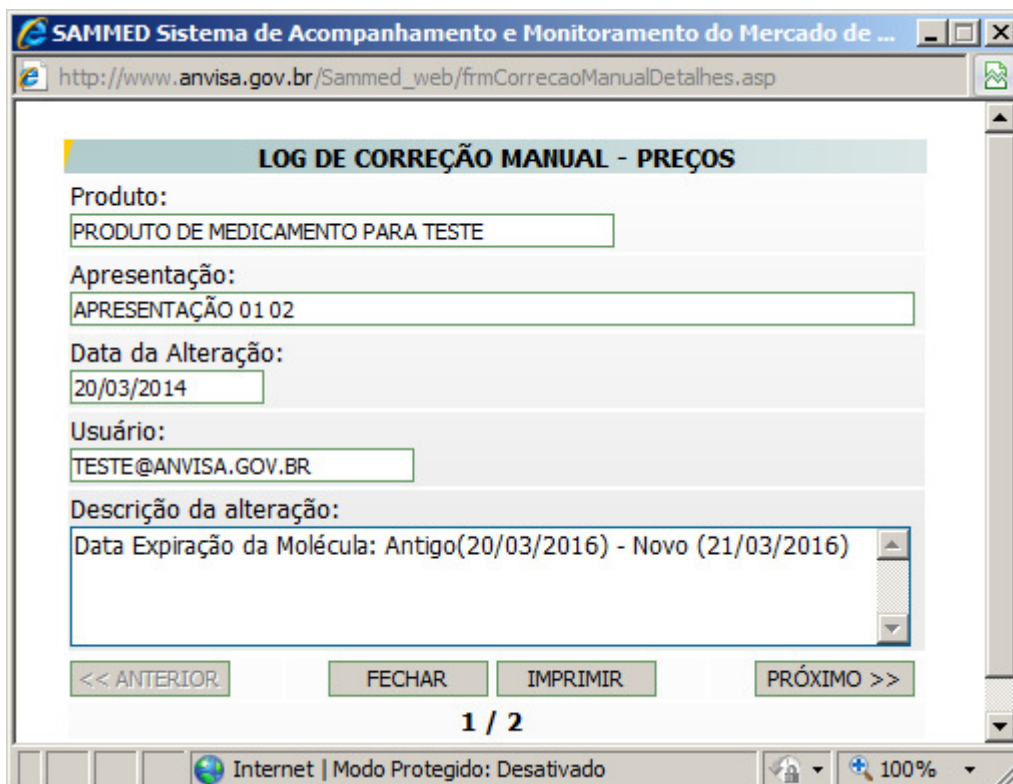 SAMMED Sistema de Acompanhamento e Monitoramento do Mercado de ...
http://www.anvisa.gov.br/Sammed_web/frmCorrecaoManualDetalhes.asp
LOG DE CORREÇÃO MANUAL - PREÇOS
Produto:
PRODUTO DE MEDICAMENTO PARA TESTE
Apresentação:
APRESENTAÇÃO 01 02
Data da Alteração:
20/03/2014
Usuário:
TESTE@ANVISA.GOV.BR
Descrição da alteração:
Data Expiração da Molécula: Antigo(20/03/2016) - Novo (21/03/2016)
<< ANTERIOR FECHAR IMPRIMIR PRÓXIMO >>
1 / 2
Internet | Modo Protegido: Desativado 100%